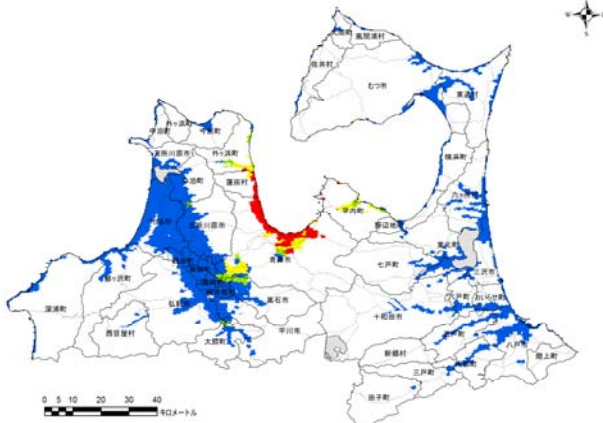 N
W
S
風間浦村
佐井村
むつ市
東通村
外ヶ浜町
中泊町
今別町
五所川原市
外ヶ浜町
横浜町
中泊町
蓬田村
六ヶ所村
平内町
五所川原市
野辺地町
東北町
青森市
七戸町
三沢市
鰺ヶ沢町
六戸町
おいらせ町
深浦町
弘前市
黒石市
十和田市
西目屋村
平川市
八戸市
大鰐町
新郷村
階上町
三戸町
田子町
0 5 10 20 30 40
キロメートル